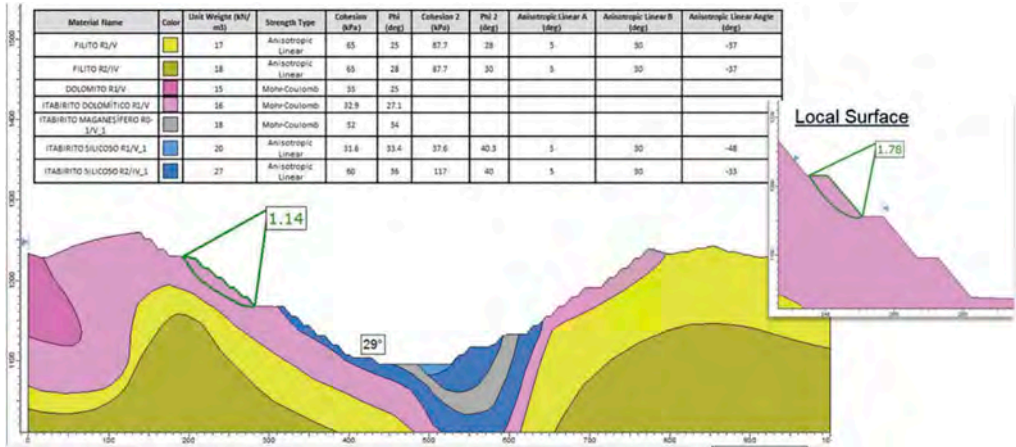 Material Name Color Unit Weight (kN/ m3) Strength Type Cohesion (kPa) Phi (deg) Cohesion 2 (kPa) Phi 2 (deg) Anisotropic Linear A (deg) Anisotropic Linear B (deg) Anisotropic Linear Angle (deg)
FILITO R1/V 17 Anisotropic Linear 65 25 87.7 28 5 30 -37
FILITO R2/IV 18 Anisotropic Linear 65 28 87.7 30 5 30 -37
DOLOMITO R1/V 15 Mohr-Coulomb 35 25
ITABIRITO DOLOMÍTICO R1/V 16 Mohr-Coulomb 32.9 27.1
ITABIRITO MAGANESÍFERO R0-1/V_1 18 Mohr-Coulomb 52 34
ITABIRITO SILICOSO R1/V_1 20 Anisotropic Linear 33.4 37.6 40.3 5 30 -48
ITABIRITO SILICOSO R2/IV_1 27 Anisotropic Linear 60 36 117 40 5 30 -33
Local Surface
1.78
1.14
29°
1500
1400
1300
1200
1100
0 100 200 300 400 500 600 700 800 900